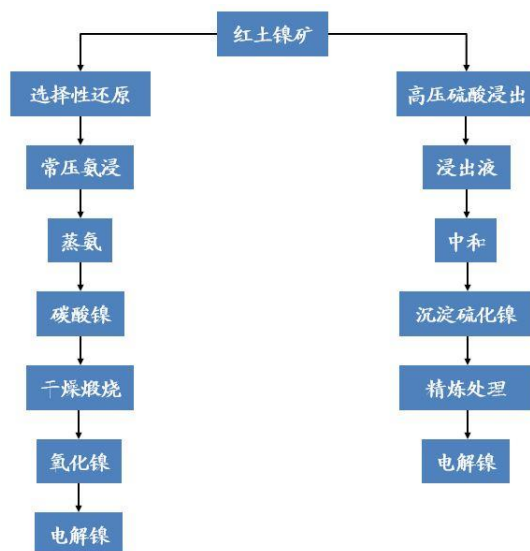 红土镍矿
选择性还原
常压氨浸
蒸氨
碳酸镍
干燥煅烧
氧化镍
电解镍
高压硫酸浸出
浸出液
中和
沉淀硫化镍
精炼处理
电解镍